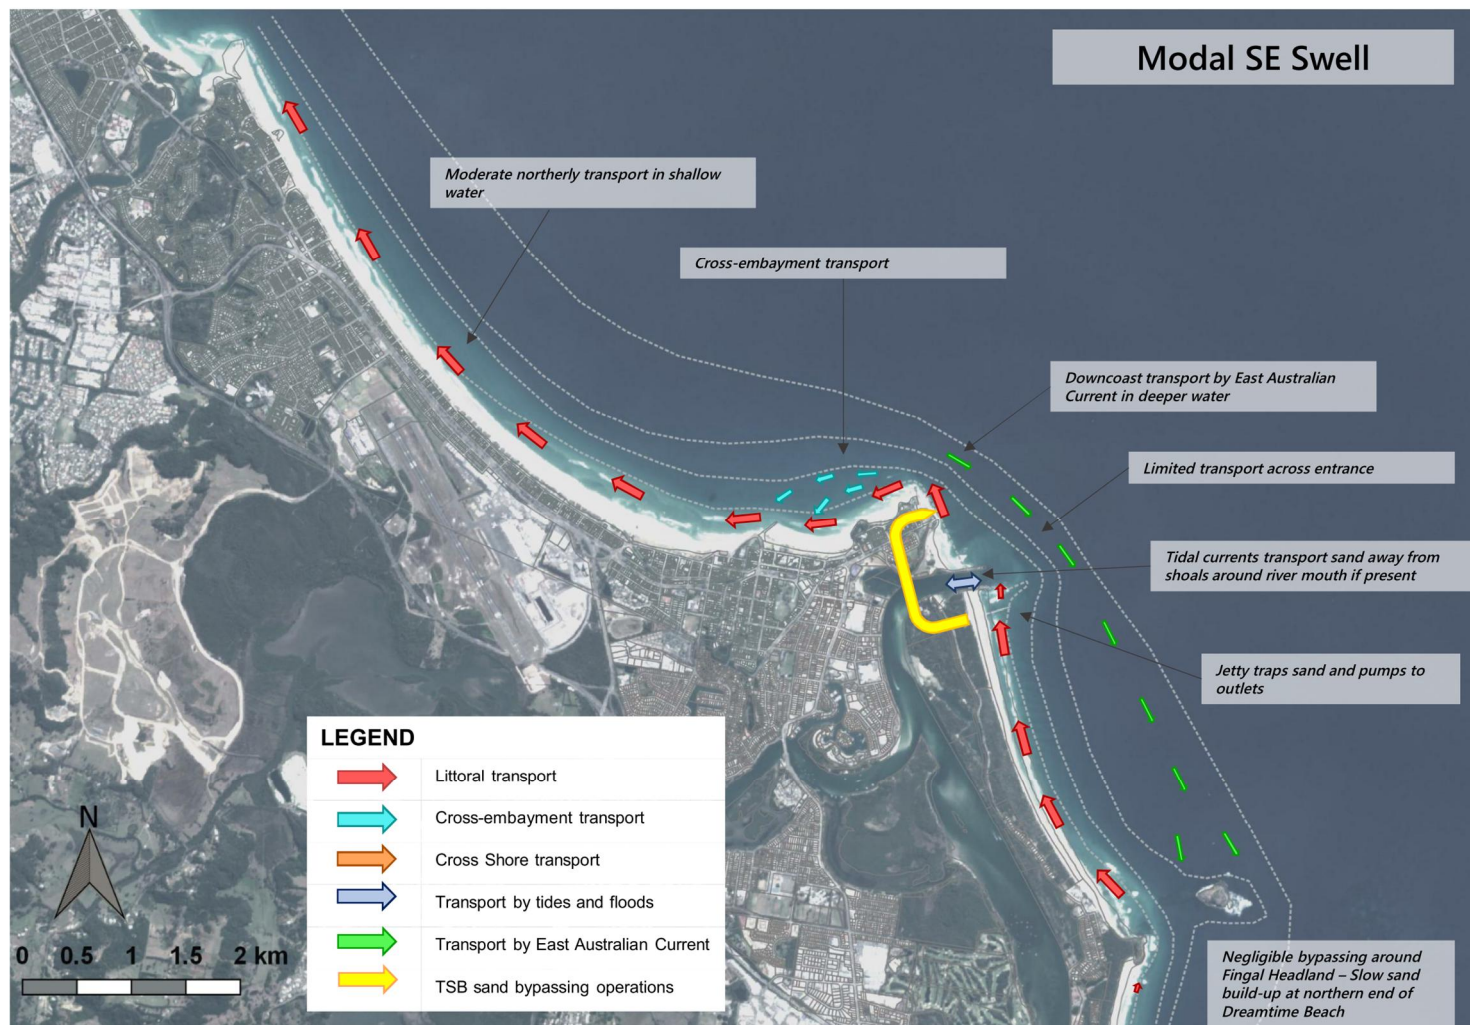 Modal SE Swell
Moderate northerly transport in shallow
water
Cross-embayment transport
Downcoast transport by East Australian
Current in deeper water
Limited transport across entrance
Tidal currents transport sand away from
shoals around river mouth if present
Jetty traps sand and pumps to
outlets
Negligible bypassing around
Fingal Headland – Slow sand
build-up at northern end of
Dreamtime Beach
LEGEND
Littoral transport
Cross-embayment transport
Cross Shore transport
Transport by tides and floods
Transport by East Australian Current
TSB sand bypassing operations
N
0 0.5 1 1.5 2 km